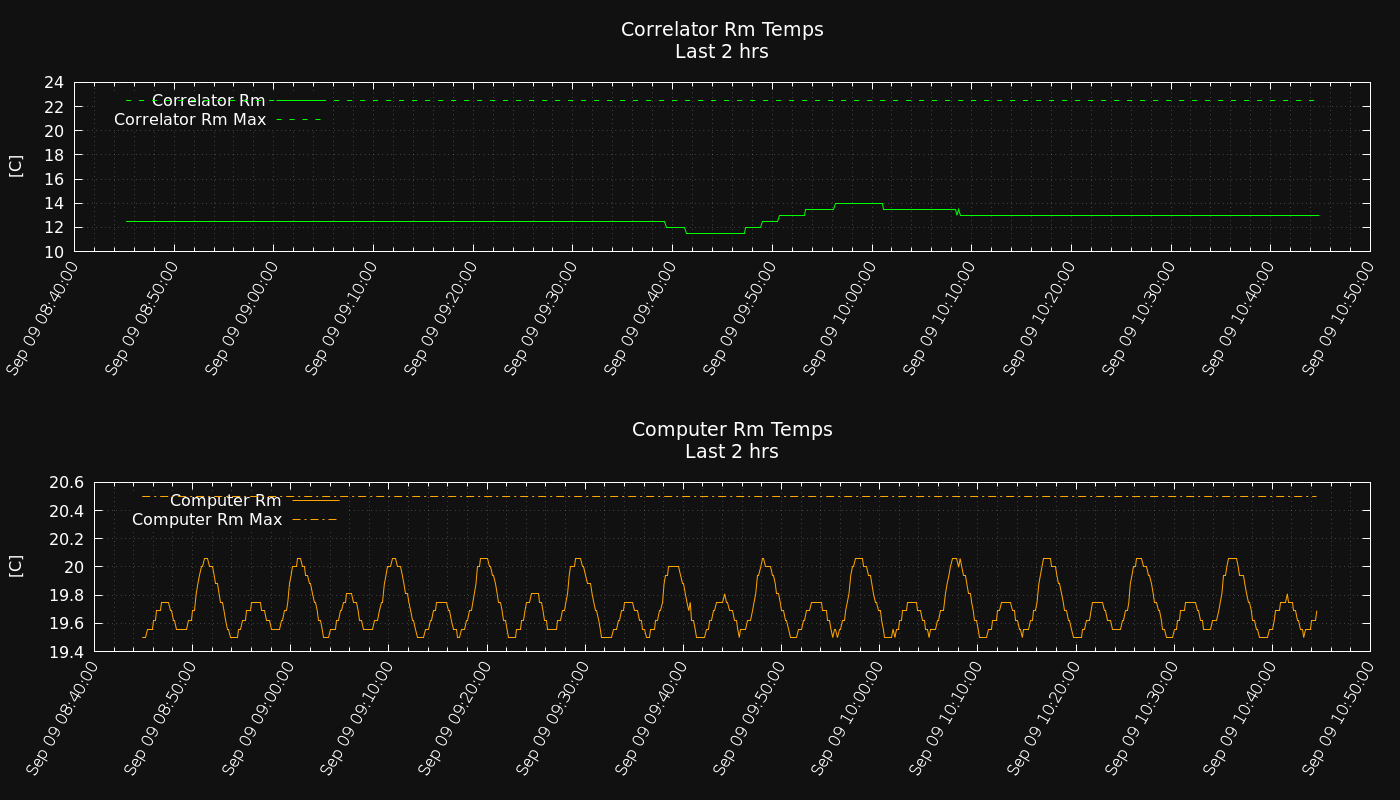 Correlator Rm Temps
Last 2 hrs
24
22
20
18
16
14
12
10
[C]
Correlator Rm
Correlator Rm Max
Sep 09 08:40:00
Sep 09 08:50:00
Sep 09 09:00:00
Sep 09 09:10:00
Sep 09 09:20:00
Sep 09 09:30:00
Sep 09 09:40:00
Sep 09 09:50:00
Sep 09 10:00:00
Sep 09 10:10:00
Sep 09 10:20:00
Sep 09 10:30:00
Sep 09 10:40:00
Sep 09 10:50:00
Computer Rm Temps
Last 2 hrs
20.6
20.4
20.2
20
19.8
19.6
19.4
[C]
Computer Rm
Computer Rm Max
Sep 09 08:40:00
Sep 09 08:50:00
Sep 09 09:00:00
Sep 09 09:10:00
Sep 09 09:20:00
Sep 09 09:30:00
Sep 09 09:40:00
Sep 09 09:50:00
Sep 09 10:00:00
Sep 09 10:10:00
Sep 09 10:20:00
Sep 09 10:30:00
Sep 09 10:40:00
Sep 09 10:50:00